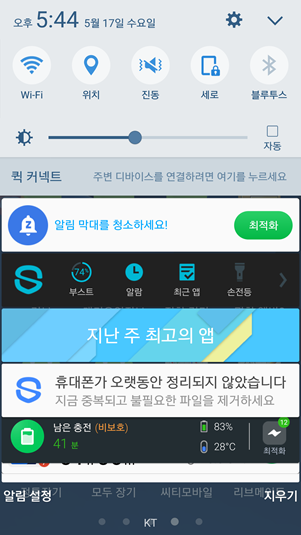 오후 5:44 5월 17일 수요일
Wi-Fi 위치 진동 세로 블루투스
자동
퀵 커넥트 주변 디바이스를 연결하려면 여기를 누르세요
알림 막대를 청소하세요! 최적화
74%
부스트 알람 최근 앱 손전등
지난 주 최고의 앱
휴대폰가 오랫동안 정리되지 않았습니다
지금 중복되고 불필요한 파일을 제거하세요
남은 충전 (비보호) 83% 12
41 분 28°C 최적화
알림 설정 모두 장기 씨티모바일 지우기
KT